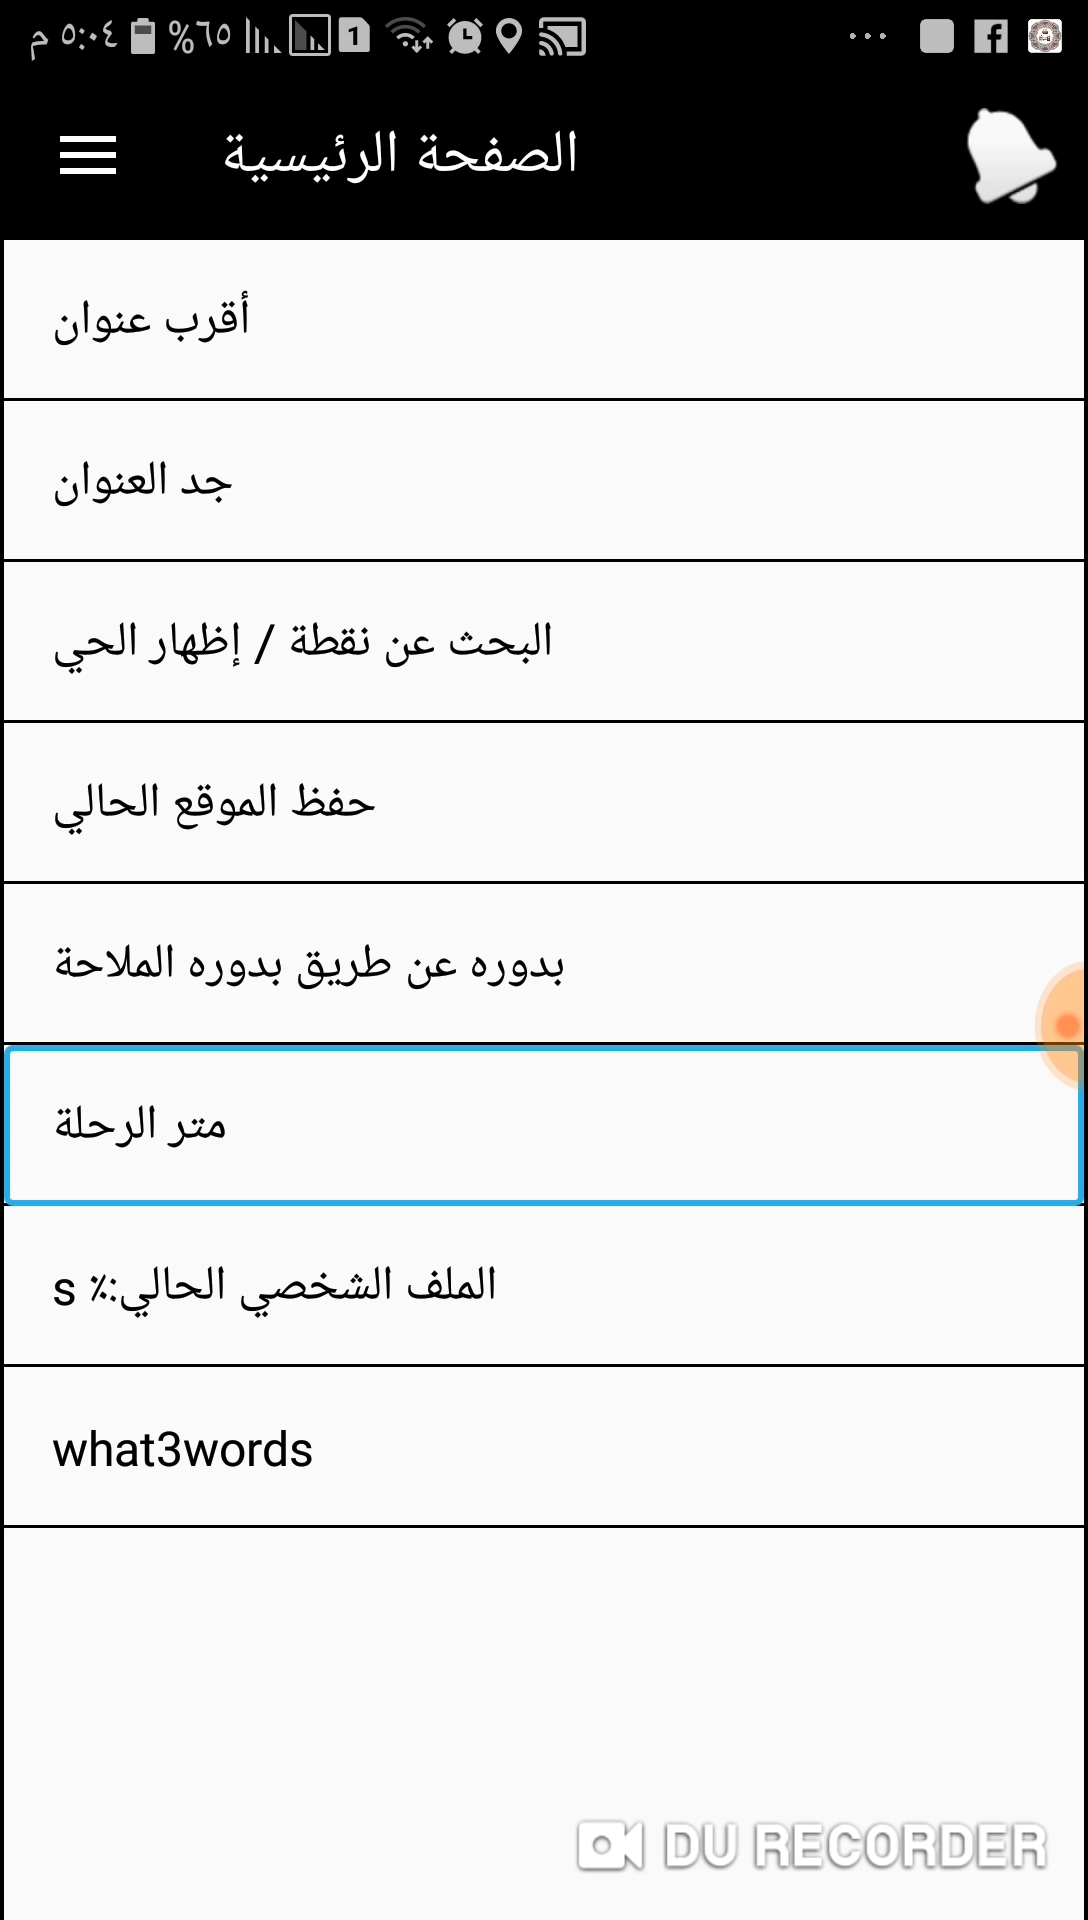 ٥:٠٤ م %٦٥ 1
الصفحة الرئيسية
أقرب عنوان
جد العنوان
البحث عن نقطة / إظهار الحي
حفظ الموقع الحالي
بدوره عن طريق بدوره الملاحة
متر الرحلة
الملف الشخصي الحالي:٪ s
what3words
DU RECORDER